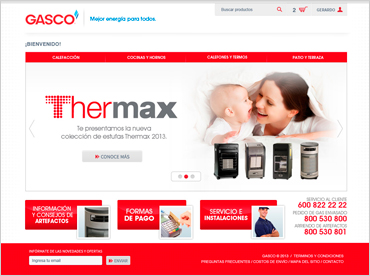 GASCO
Mejor energía para todos.
Buscar productos
2
GERARDO
¡BIENVENIDO!
CALEFACCIÓN
COCINAS Y HORNOS
CALEFONES Y TERMOS
PATIO Y TERRAZA
Thermax
Te presentamos la nueva
colección de estufas Thermax 2013.
CONOCE MÁS
INFORMACIÓN
Y CONSEJOS DE
ARTEFACTOS
FORMAS
DE PAGO
SERVICIO E
INSTALACIONES
SERVICIO AL CLIENTE
600 822 22 22
PEDIDO DE GAS ENVASADO
800 530 800
800 530 801
INFÓRMATE DE LAS NOVEDADES Y OFERTAS
Ingresa tu email
ENVIAR
GASCO © 2013 / TERMINOS Y CONDICIONES
PREGUNTAS FRECUENTES / COSTOS DE ENVÍO / MAPA DEL SITIO / CONTACTO